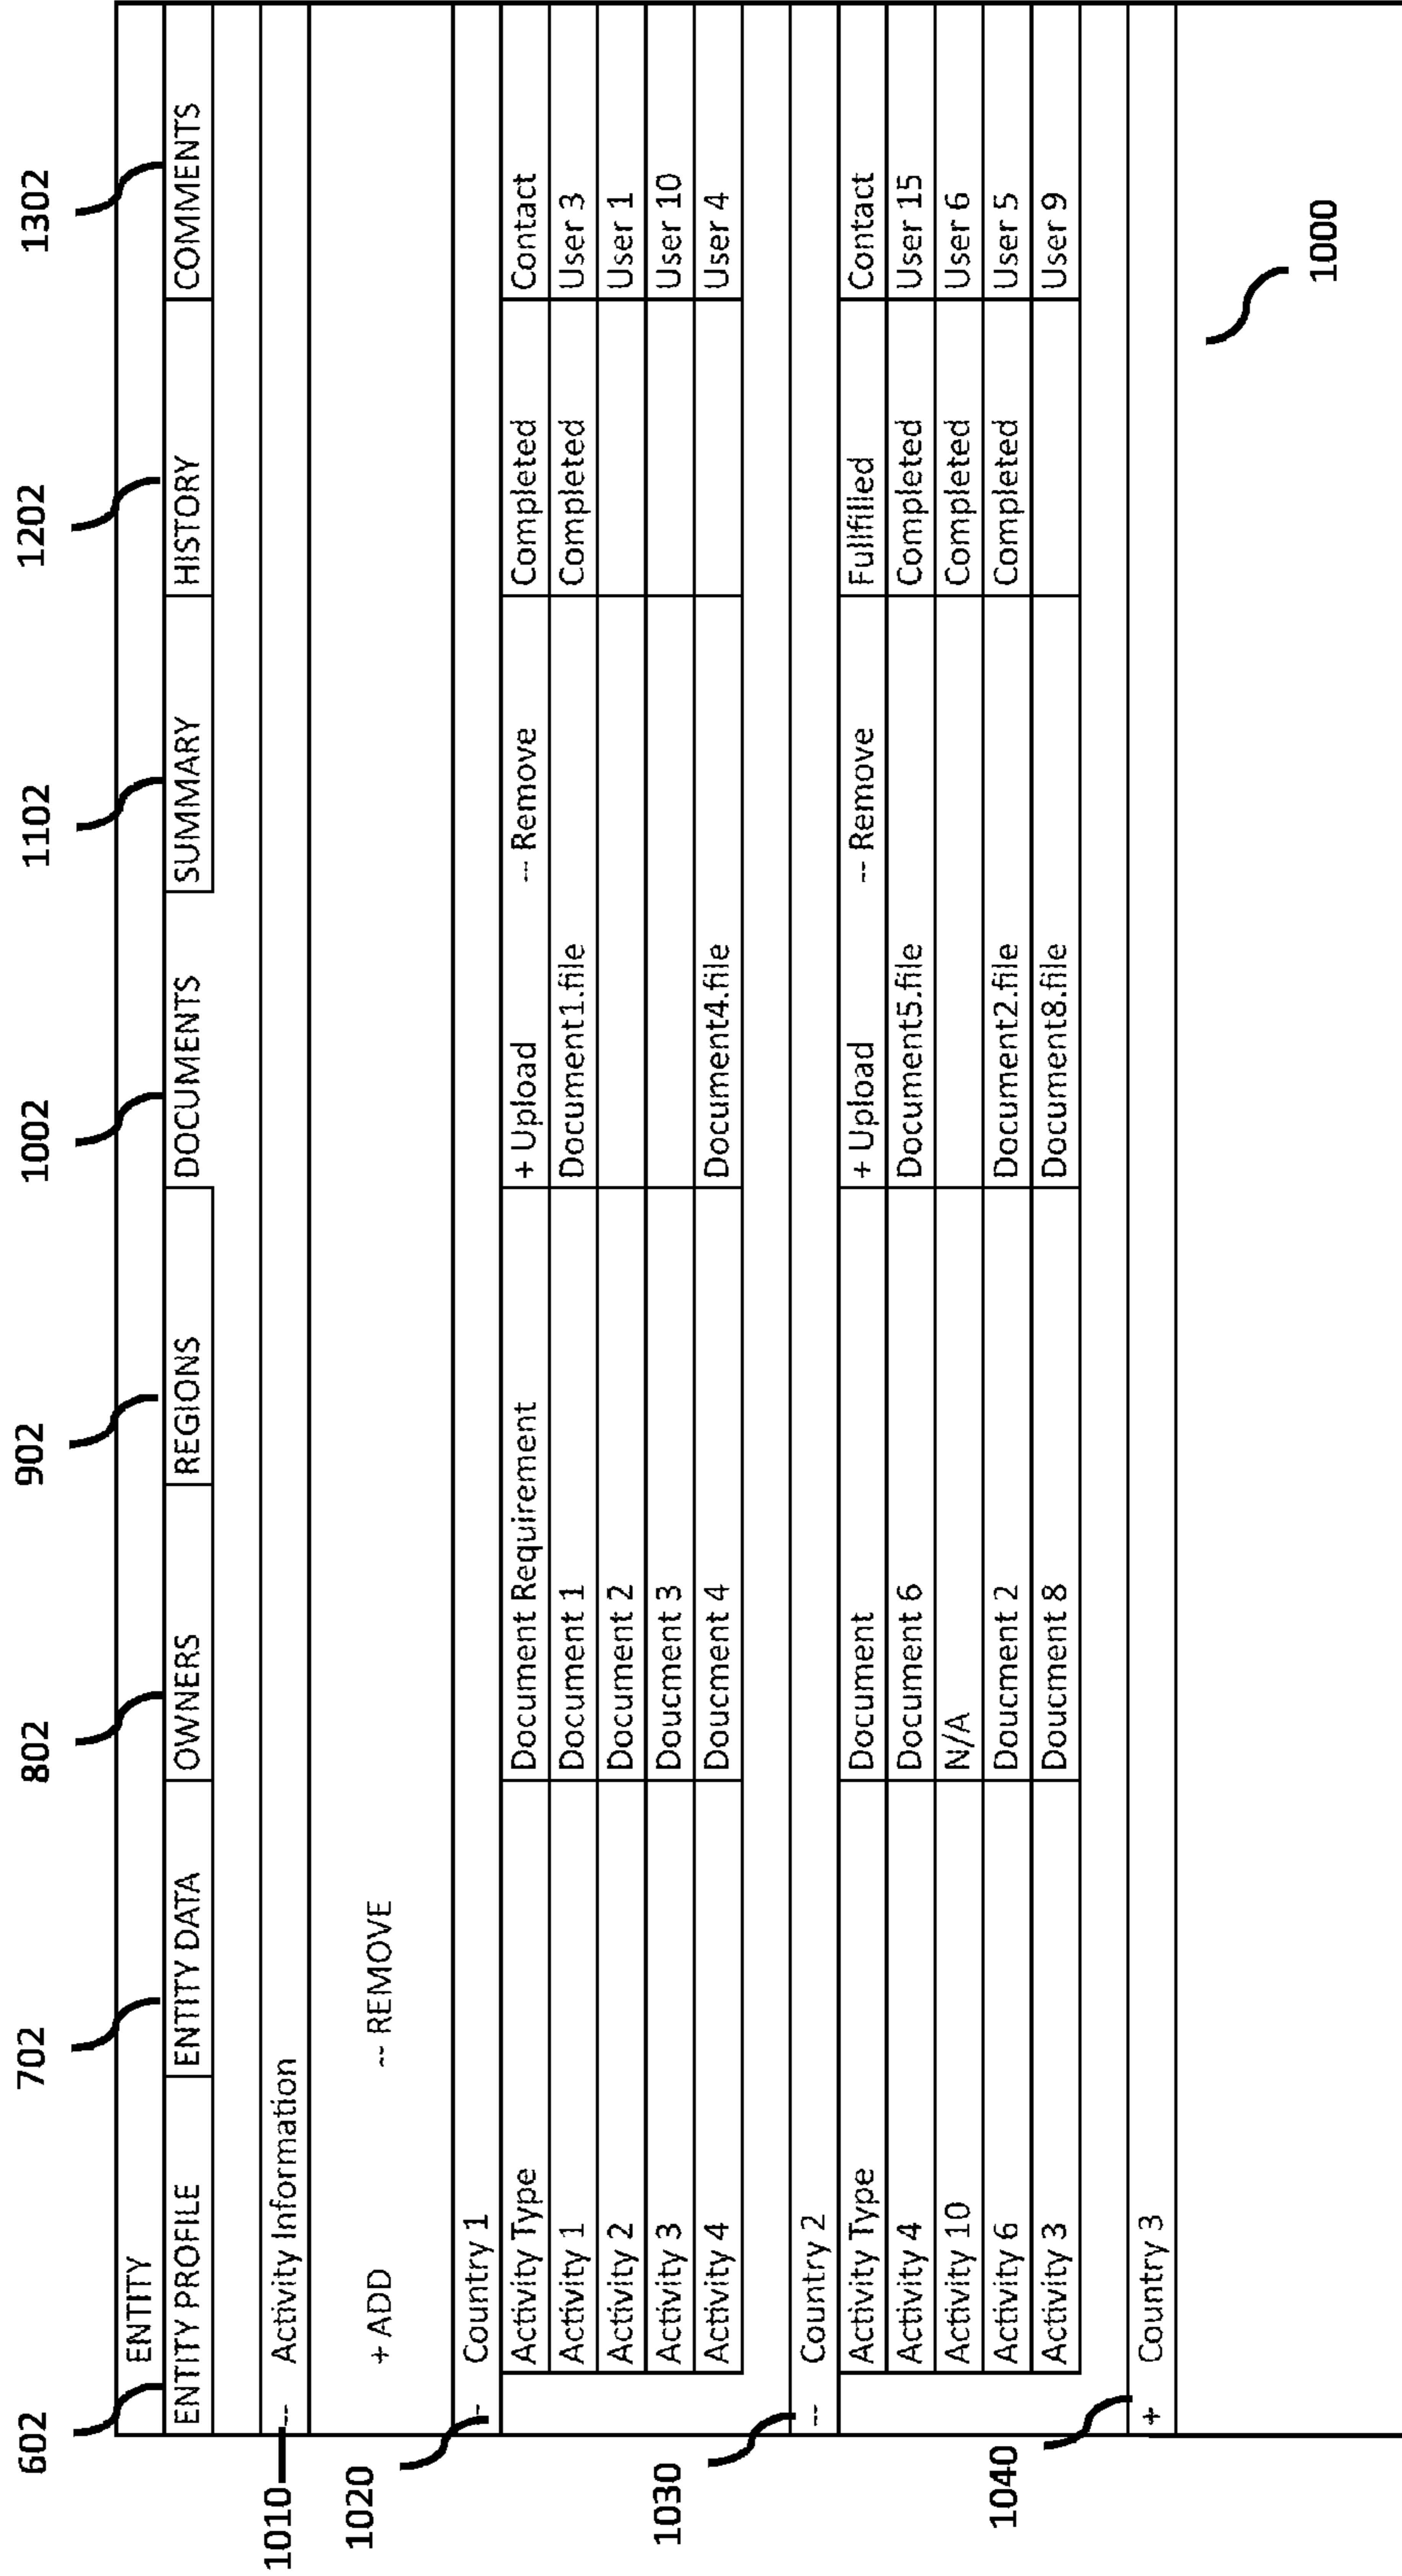 602 702 802 902 1002 1102 1202 1302
ENTITY
ENTITY PROFILE ENTITY DATA OWNERS REGIONS DOCUMENTS SUMMARY HISTORY COMMENTS
1010 -- Activity Information
+ ADD -- REMOVE
1020
- Country 1
Activity Type Document Requirement + Upload --- Remove Completed Contact
Activity 1 Document 1 Document1.file Completed User 3
Activity 2 Document 2 User 1
Activity 3 Doucment 3 User 10
Activity 4 Doucment 4 Document4.file User 4
1030
-- Country 2
Activity Type Document + Upload --- Remove Fullfilled Contact
Activity 4 Document 6 Document5.file Completed User 15
Activity 10 N/A Completed User 6
Activity 6 Doucment 2 Document2.file Completed User 5
Activity 3 Doucment 8 Document8.file User 9
1040
+ Country 3
1000